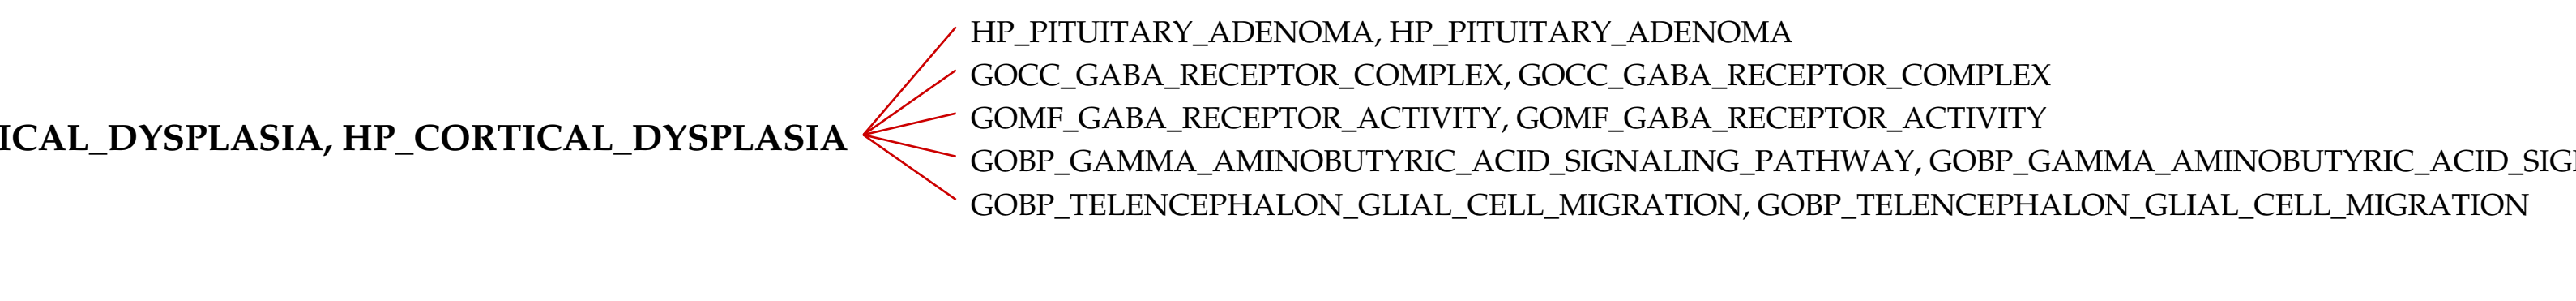 HP_PITUITARY_ADENOMA, HP_PITUITARY_ADENOMA
GOCC_GABA_RECEPTOR_COMPLEX, GOCC_GABA_RECEPTOR_COMPLEX
GOMF_GABA_RECEPTOR_ACTIVITY, GOMF_GABA_RECEPTOR_ACTIVITY
ICAL_DYSPLASIA, HP_CORTICAL_DYSPLASIA
GOBP_GAMMA_AMINOBUTYRIC_ACID_SIGNALING_PATHWAY, GOBP_GAMMA_AMINOBUTYRIC_ACID_SIG
GOBP_TELENCEPHALON_GLIAL_CELL_MIGRATION, GOBP_TELENCEPHALON_GLIAL_CELL_MIGRATION